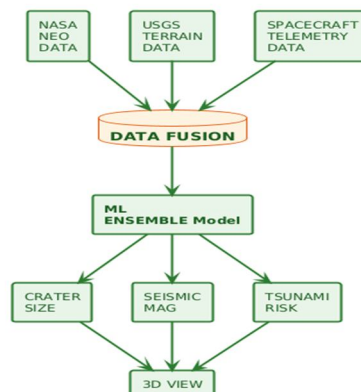 NASA
NEO
DATA
USGS
TERRAIN
DATA
SPACECRAFT
TELEMETRY
DATA
DATA FUSION
ML
ENSEMBLE Model
CRATER
SIZE
SEISMIC
MAG
TSUNAMI
RISK
3D VIEW